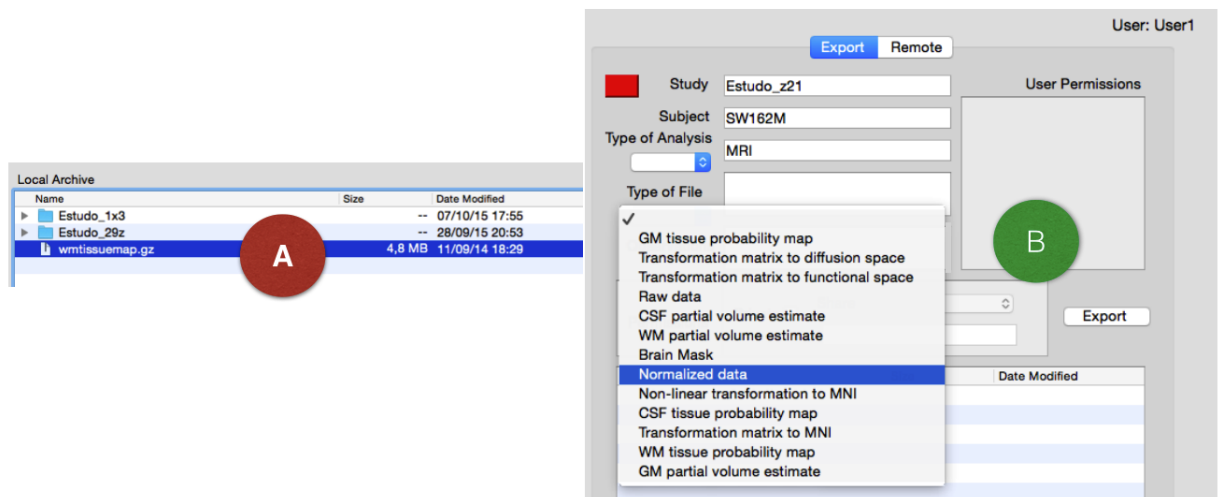 Local Archive
Name Size Date Modified
Estudo_1x3 -- 07/10/15 17:55
Estudo_29z -- 28/09/15 20:53
wmtissuemap.gz 4,8 MB 11/09/14 18:29
A
User: User1
Export Remote
Study Estudo_z21 User Permissions
Subject SW162M
Type of Analysis
MRI
Type of File
✓
GM tissue probability map
Transformation matrix to diffusion space
Transformation matrix to functional space
Raw data
CSF partial volume estimate
WM partial volume estimate
Brain Mask
Normalized data
Non-linear transformation to MNI
CSF tissue probability map
Transformation matrix to MNI
WM tissue probability map
GM partial volume estimate
B
Export
Date Modified